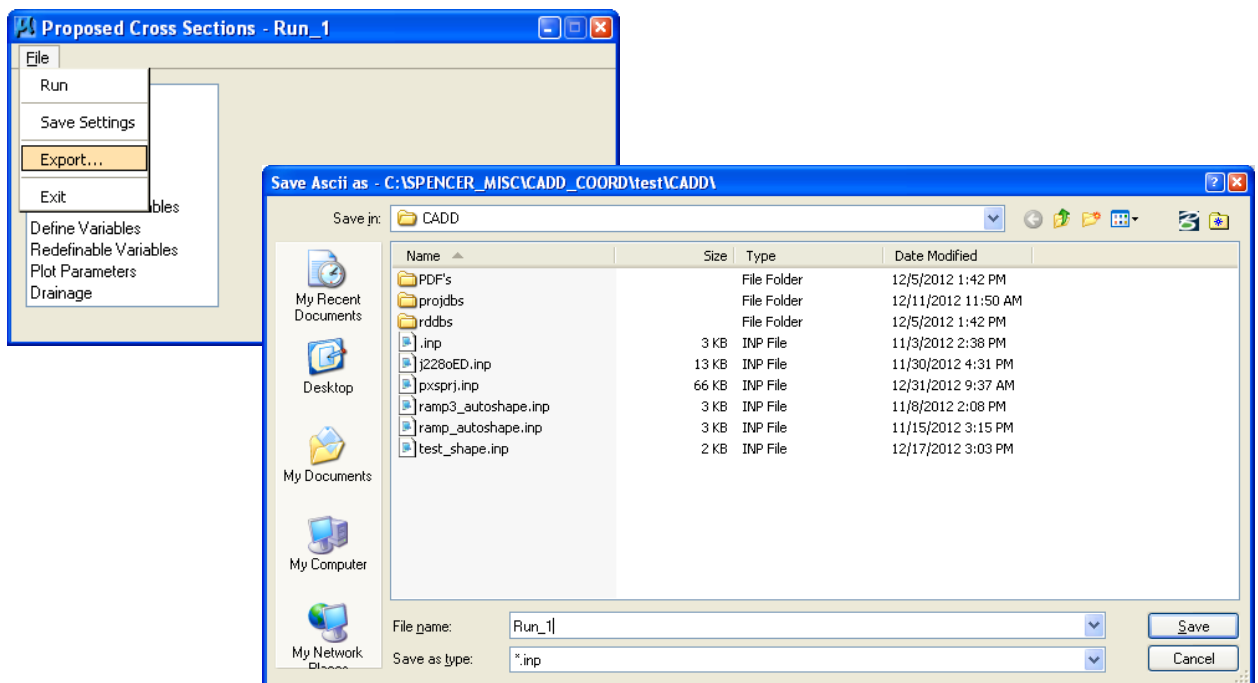 Proposed Cross Sections - Run_1
File
Run
Save Settings
Export...
Exit
bles
Define Variables
Redefinable Variables
Plot Parameters
Drainage
Save Ascii as - C:\SPENCER_MISC\CADD_COORD\test\CADD\
Save in: CADD
Name Size Type Date Modified
PDF's File Folder 12/5/2012 1:42 PM
projdbs File Folder 12/11/2012 11:50 AM
rddbs File Folder 12/5/2012 1:42 PM
.inp 3 KB INP File 11/3/2012 2:38 PM
j228oED.inp 13 KB INP File 11/30/2012 4:31 PM
pxsprj.inp 66 KB INP File 12/31/2012 9:37 AM
ramp3_autoshape.inp 3 KB INP File 11/8/2012 2:08 PM
ramp_autoshape.inp 3 KB INP File 11/15/2012 3:15 PM
test_shape.inp 2 KB INP File 12/17/2012 3:03 PM
My Recent
Documents
Desktop
My Documents
My Computer
My Network
Places
File name: Run_1
Save
Save as type: *.inp
Cancel